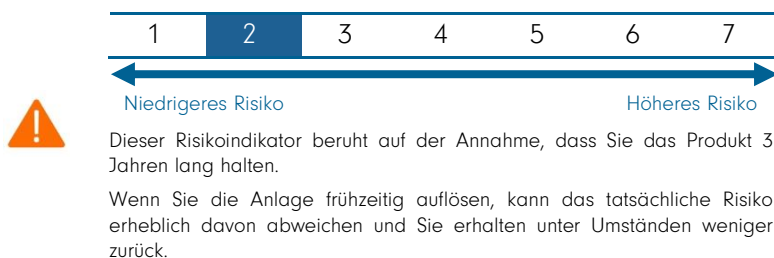 1 2 3 4 5 6 7
Niedrigeres Risiko Höheres Risiko
Dieser Risikoindikator beruht auf der Annahme, dass Sie das Produkt 3
Jahren lang halten.
Wenn Sie die Anlage frühzeitig auflösen, kann das tatsächliche Risiko
erheblich davon abweichen und Sie erhalten unter Umständen weniger
zurück.